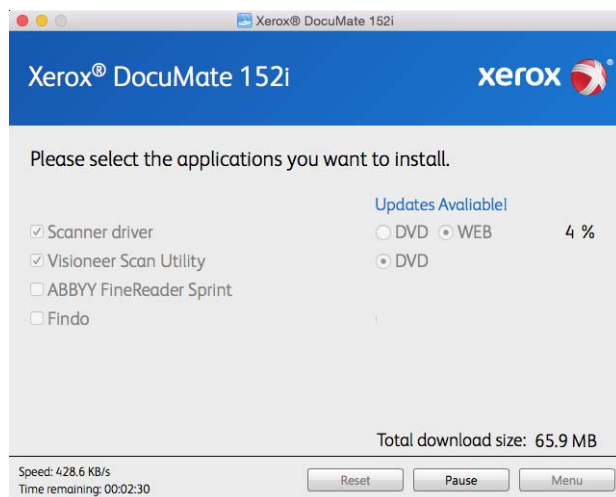 Xerox® DocuMate 152i
Xerox® DocuMate 152i
xerox ®
Please select the applications you want to install.
Updates Avaliable!
Scanner driver DVD WEB 4 %
Visioneer Scan Utility DVD
ABBYY FineReader Sprint
Findo
Total download size: 65.9 MB
Speed: 428.6 KB/s
Time remaining: 00:02:30
Reset Pause Menu